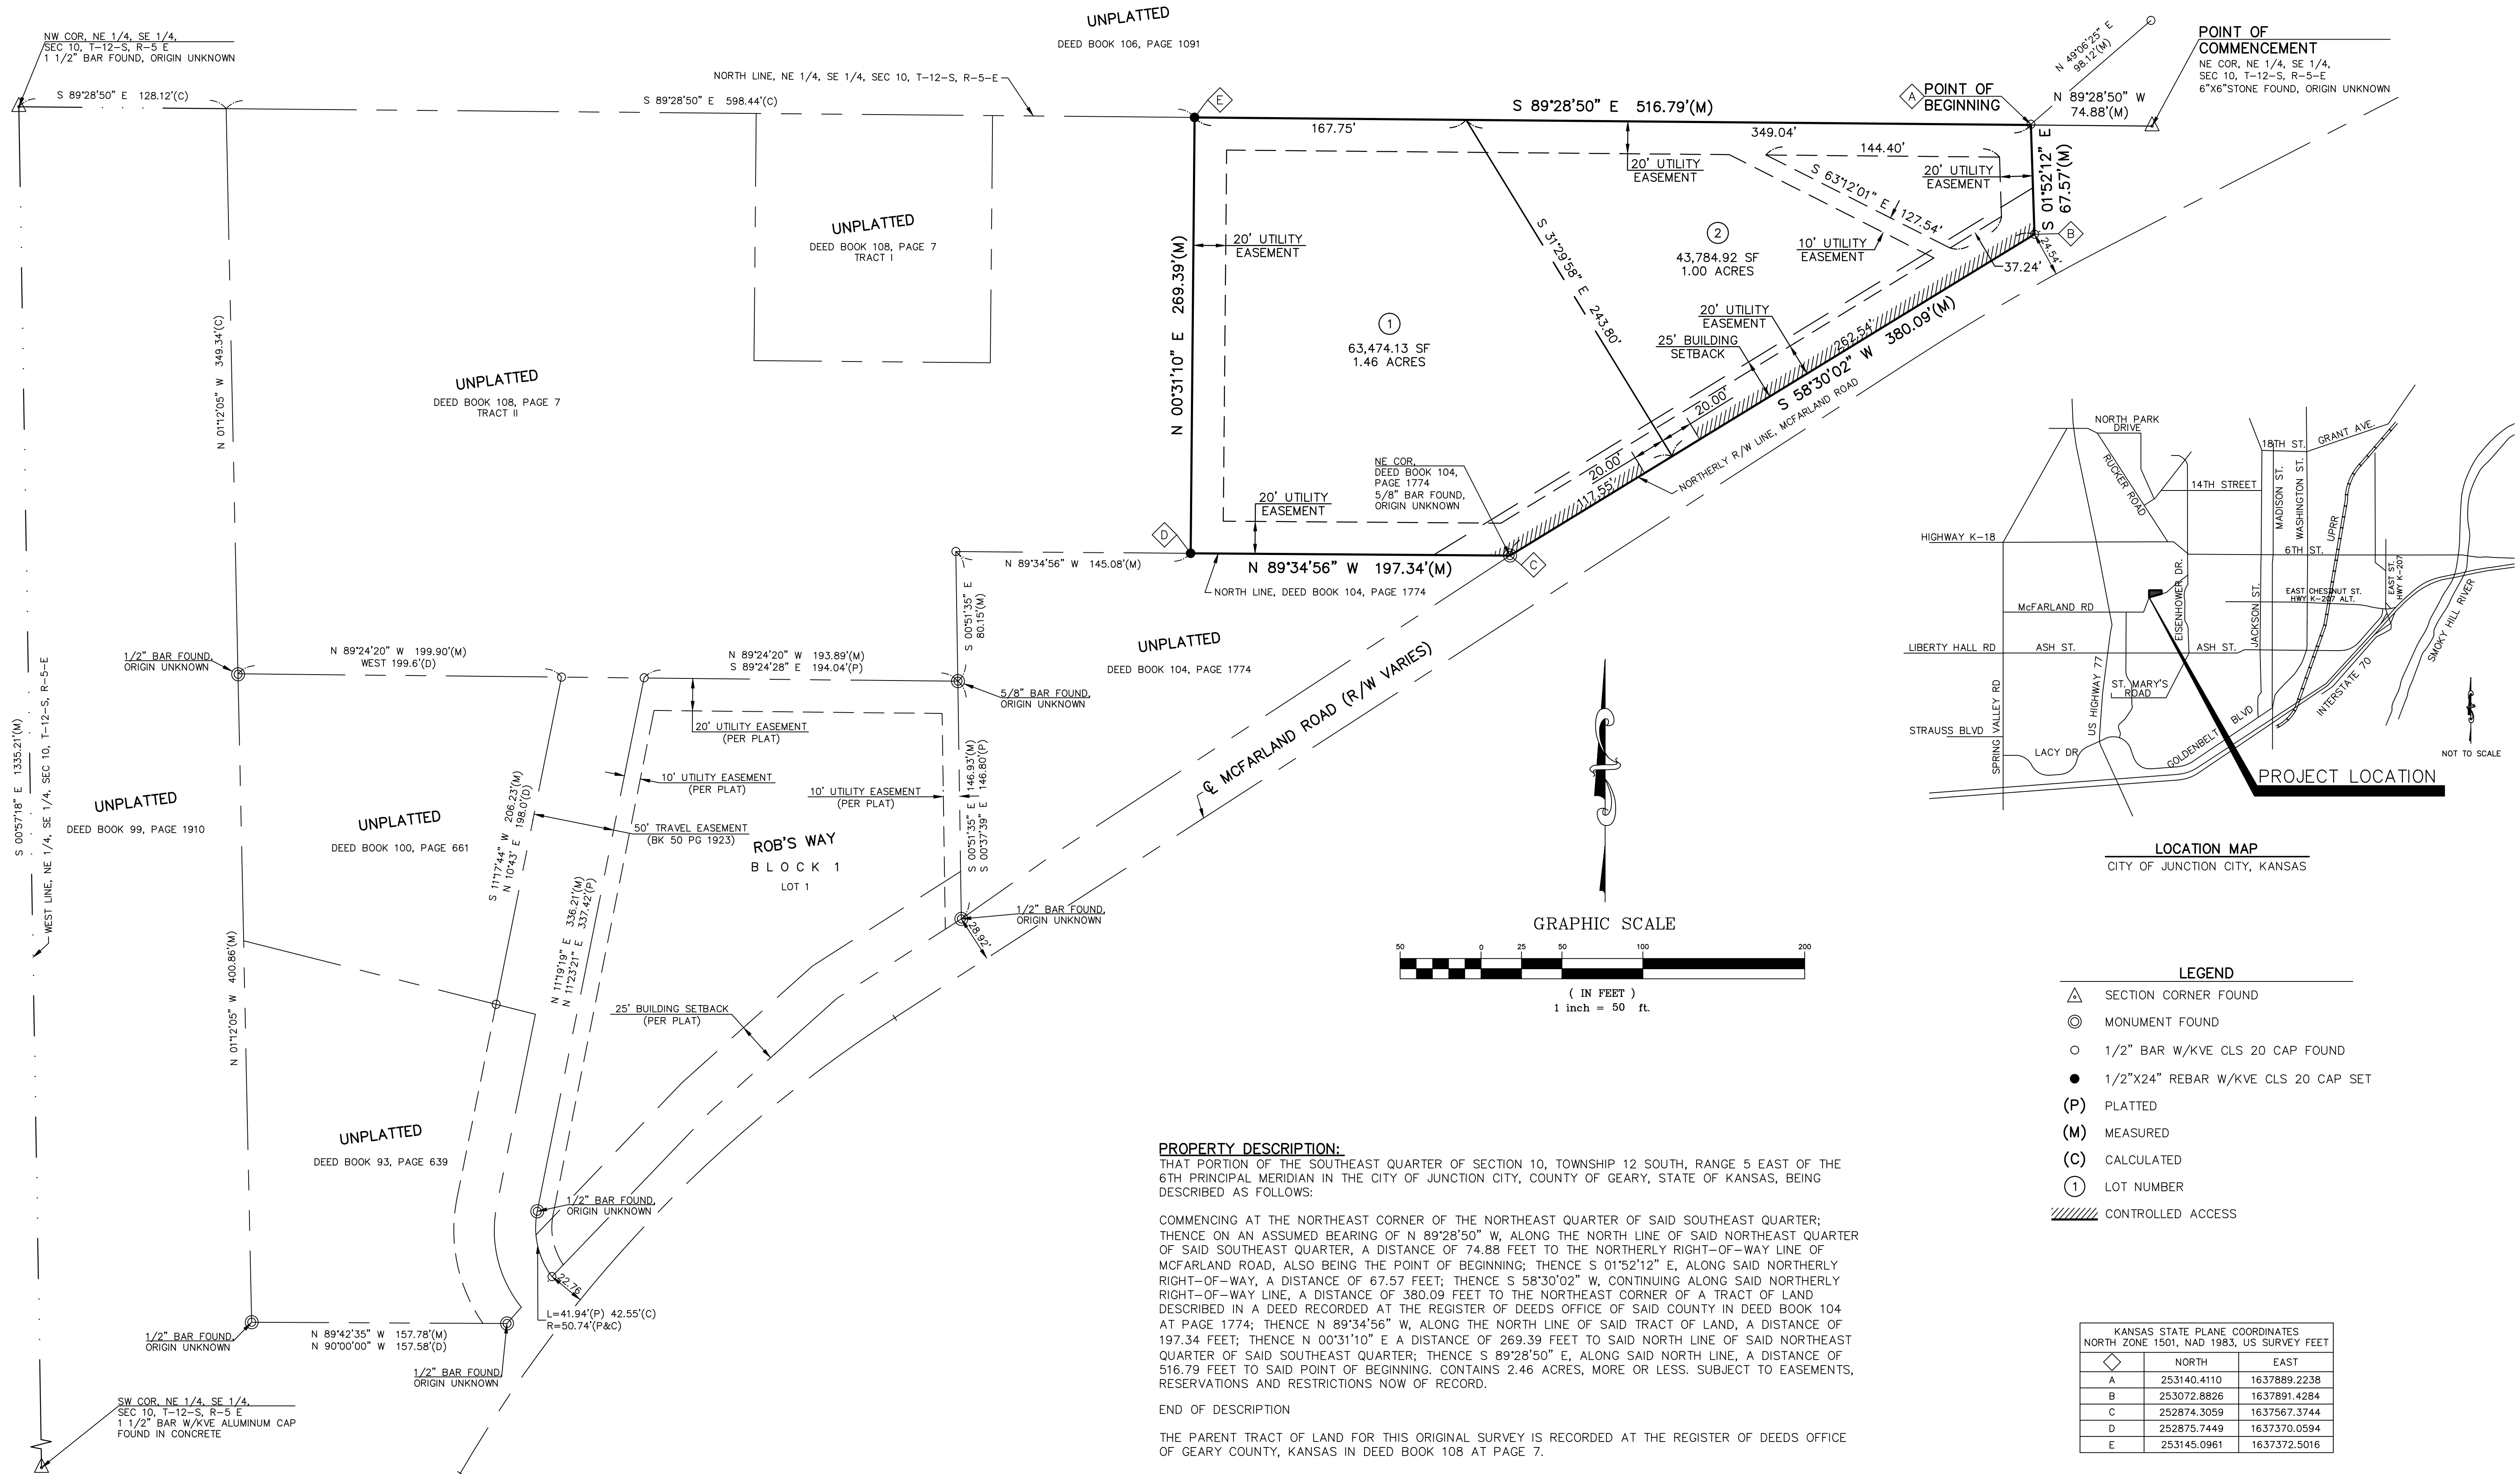 UNPLATTED
DEED BOOK 106, PAGE 1091
NW COR, NE 1/4, SE 1/4,
SEC 10, T-12-S, R-5 E
1 1/2" BAR FOUND, ORIGIN UNKNOWN
S 89°28'50" E 128.12'(C)
NORTH LINE, NE 1/4, SE 1/4, SEC 10, T-12-S, R-5-E
S 89°28'50" E 598.44'(C)
E
S 89°28'50" E 516.79'(M)
167.75'
349.04'
A
POINT OF
BEGINNING
N 49°06'25" E
98.12'(M)
N 89°28'50" W
74.88'(M)
POINT OF
COMMENCEMENT
NE COR, NE 1/4, SE 1/4,
SEC 10, T-12-S, R-5-E
6"X6"STONE FOUND, ORIGIN UNKNOWN
S 01°52'12" E
67.57'(M)
B
24.54'
144.40'
20' UTILITY
EASEMENT
20' UTILITY
EASEMENT
S 63°12'01" E 127.54'
20' UTILITY
EASEMENT
10' UTILITY
EASEMENT
37.24'
2
43,784.92 SF
1.00 ACRES
S 31°29'58" E 243.80'
20' UTILITY
EASEMENT
25' BUILDING
SETBACK
262.54'
S 58°30'02" W 380.09'(M)
20.00'
20.00'
117.55'
NORTHERLY R/W LINE, MCFARLAND ROAD
1
63,474.13 SF
1.46 ACRES
N 00°31'10" E 269.39'(M)
NE COR,
DEED BOOK 104,
PAGE 1774
5/8" BAR FOUND,
ORIGIN UNKNOWN
20' UTILITY
EASEMENT
D
C
N 89°34'56" W 145.08'(M)
N 89°34'56" W 197.34'(M)
NORTH LINE, DEED BOOK 104, PAGE 1774
UNPLATTED
DEED BOOK 108, PAGE 7
TRACT I
UNPLATTED
DEED BOOK 108, PAGE 7
TRACT II
N 01°12'05" W 349.34'(C)
S 00°51'35" E
80.15'(M)
UNPLATTED
DEED BOOK 104, PAGE 1774
℄ MCFARLAND ROAD (R/W VARIES)
1/2" BAR FOUND,
ORIGIN UNKNOWN
N 89°24'20" W 199.90'(M)
WEST 199.6'(D)
N 89°24'20" W 193.89'(M)
S 89°24'28" E 194.04'(P)
5/8" BAR FOUND,
ORIGIN UNKNOWN
20' UTILITY EASEMENT
(PER PLAT)
10' UTILITY EASEMENT
(PER PLAT)
10' UTILITY EASEMENT
(PER PLAT)
S 00°51'35" E 146.93'(M)
S 00°37'39" E 146.80'(P)
50' TRAVEL EASEMENT
(BK 50 PG 1923)
ROB'S WAY
BLOCK 1
LOT 1
S 00°57'18" E 1335.21'(M)
WEST LINE, NE 1/4, SE 1/4, SEC 10, T-12-S, R-5-E
UNPLATTED
DEED BOOK 99, PAGE 1910
UNPLATTED
DEED BOOK 100, PAGE 661
S 11°17'44" W 206.23'(M)
N 10°43' E 198.0'(D)
N 11°19'19" E 336.21'(M)
N 11°23'21" E 337.42'(P)
1/2" BAR FOUND,
ORIGIN UNKNOWN
28.92'
25' BUILDING SETBACK
(PER PLAT)
N 01°12'05" W 400.86'(M)
UNPLATTED
DEED BOOK 93, PAGE 639
1/2" BAR FOUND,
ORIGIN UNKNOWN
22.76
L=41.94'(P) 42.55'(C)
R=50.74'(P&C)
1/2" BAR FOUND,
ORIGIN UNKNOWN
N 89°42'35" W 157.78'(M)
N 90°00'00" W 157.58'(D)
1/2" BAR FOUND,
ORIGIN UNKNOWN
SW COR, NE 1/4, SE 1/4,
SEC 10, T-12-S, R-5 E
1 1/2" BAR W/KVE ALUMINUM CAP
FOUND IN CONCRETE
GRAPHIC SCALE
50 0 25 50 100 200
( IN FEET )
1 inch = 50 ft.
NORTH PARK
DRIVE
RUCKER ROAD
18TH ST.
GRANT AVE.
14TH STREET
MADISON ST.
WASHINGTON ST.
UPRR
HIGHWAY K-18
6TH ST.
EISENHOWER DR.
EAST ST.
HWY K-207
EAST CHESTNUT ST.
HWY K-207 ALT.
McFARLAND RD
JACKSON ST.
SMOKY HILL RIVER
LIBERTY HALL RD
ASH ST.
ASH ST.
US HIGHWAY 77
ST. MARY'S
ROAD
SPRING VALLEY RD
INTERSTATE 70
STRAUSS BLVD
LACY DR
GOLDENBELT BLVD
NOT TO SCALE
PROJECT LOCATION
LOCATION MAP
CITY OF JUNCTION CITY, KANSAS
LEGEND
SECTION CORNER FOUND
MONUMENT FOUND
1/2" BAR W/KVE CLS 20 CAP FOUND
1/2"X24" REBAR W/KVE CLS 20 CAP SET
(P) PLATTED
(M) MEASURED
(C) CALCULATED
1 LOT NUMBER
CONTROLLED ACCESS
PROPERTY DESCRIPTION:
THAT PORTION OF THE SOUTHEAST QUARTER OF SECTION 10, TOWNSHIP 12 SOUTH, RANGE 5 EAST OF THE
6TH PRINCIPAL MERIDIAN IN THE CITY OF JUNCTION CITY, COUNTY OF GEARY, STATE OF KANSAS, BEING
DESCRIBED AS FOLLOWS:
COMMENCING AT THE NORTHEAST CORNER OF THE NORTHEAST QUARTER OF SAID SOUTHEAST QUARTER;
THENCE ON AN ASSUMED BEARING OF N 89°28'50" W, ALONG THE NORTH LINE OF SAID NORTHEAST QUARTER
OF SAID SOUTHEAST QUARTER, A DISTANCE OF 74.88 FEET TO THE NORTHERLY RIGHT-OF-WAY LINE OF
MCFARLAND ROAD, ALSO BEING THE POINT OF BEGINNING; THENCE S 01°52'12" E, ALONG SAID NORTHERLY
RIGHT-OF-WAY, A DISTANCE OF 67.57 FEET; THENCE S 58°30'02" W, CONTINUING ALONG SAID NORTHERLY
RIGHT-OF-WAY LINE, A DISTANCE OF 380.09 FEET TO THE NORTHEAST CORNER OF A TRACT OF LAND
DESCRIBED IN A DEED RECORDED AT THE REGISTER OF DEEDS OFFICE OF SAID COUNTY IN DEED BOOK 104
AT PAGE 1774; THENCE N 89°34'56" W, ALONG THE NORTH LINE OF SAID TRACT OF LAND, A DISTANCE OF
197.34 FEET; THENCE N 00°31'10" E A DISTANCE OF 269.39 FEET TO SAID NORTH LINE OF SAID NORTHEAST
QUARTER OF SAID SOUTHEAST QUARTER; THENCE S 89°28'50" E, ALONG SAID NORTH LINE, A DISTANCE OF
516.79 FEET TO SAID POINT OF BEGINNING. CONTAINS 2.46 ACRES, MORE OR LESS. SUBJECT TO EASEMENTS,
RESERVATIONS AND RESTRICTIONS NOW OF RECORD.
END OF DESCRIPTION
THE PARENT TRACT OF LAND FOR THIS ORIGINAL SURVEY IS RECORDED AT THE REGISTER OF DEEDS OFFICE
OF GEARY COUNTY, KANSAS IN DEED BOOK 108 AT PAGE 7.
KANSAS STATE PLANE COORDINATES
NORTH ZONE 1501, NAD 1983, US SURVEY FEET
NORTH EAST
A 253140.4110 1637889.2238
B 253072.8826 1637891.4284
C 252874.3059 1637567.3744
D 252875.7449 1637370.0594
E 253145.0961 1637372.5016